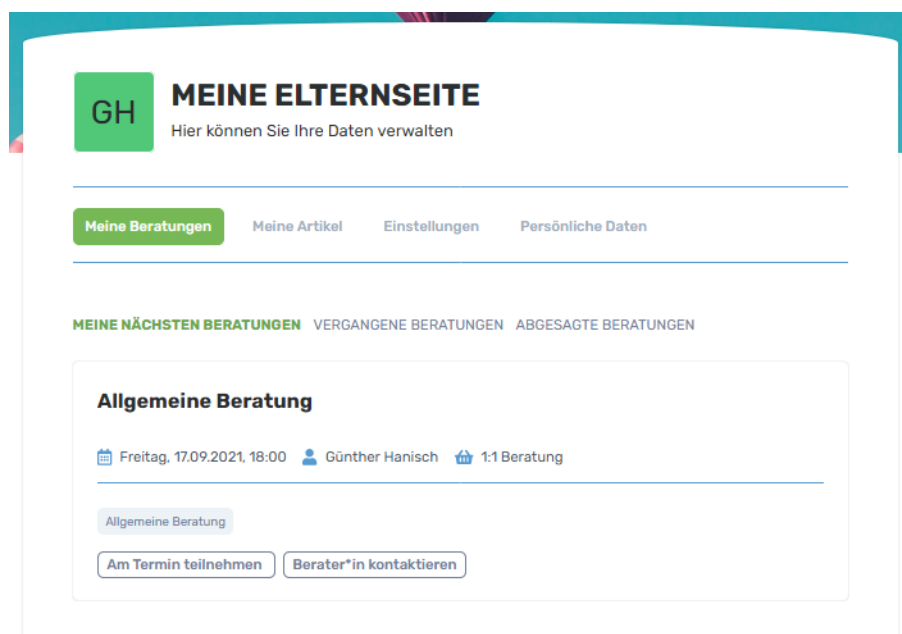 GH
MEINE ELTERNSEITE
Hier können Sie Ihre Daten verwalten
Meine Beratungen Meine Artikel Einstellungen Persönliche Daten
MEINE NÄCHSTEN BERATUNGEN VERGANGENE BERATUNGEN ABGESAGTE BERATUNGEN
Allgemeine Beratung
Freitag, 17.09.2021, 18:00 Günther Hanisch 1:1 Beratung
Allgemeine Beratung
Am Termin teilnehmen Berater*in kontaktieren